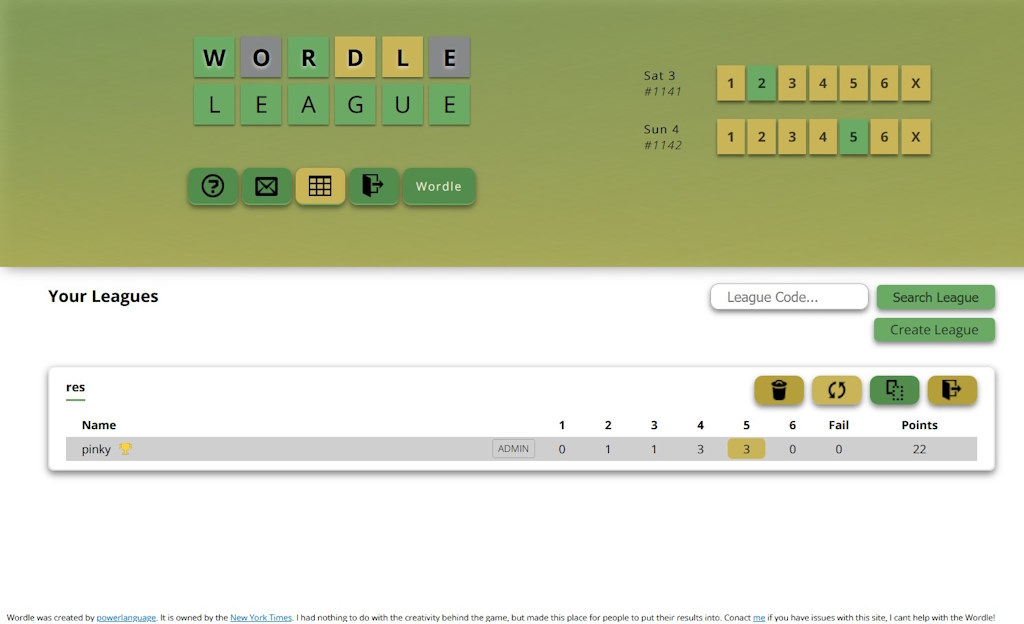 WORDLE
LEAGUE
Sat 3
#1141
1 2 3 4 5 6 X
Sun 4
#1142
1 2 3 4 5 6 X
Wordle
Your Leagues
League Code...
Search League
Create League
res
Name 1 2 3 4 5 6 Fail Points
pinky ADMIN 0 1 1 3 3 0 0 22
Wordle was created by powerlanguage. It is owned by the New York Times. I had nothing to do with the creativity behind the game, but made this place for people to put their results into. Conact me if you have issues with this site, I cant help with the Wordle!